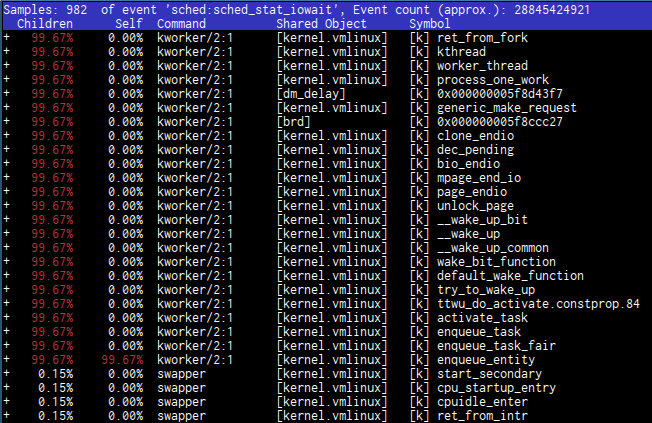 Samples: 982  of event 'sched:sched_stat_iowait', Event count (approx.): 28845424921
  Children      Self  Command      Shared Object      Symbol
+   99.67%     0.00%  kworker/2:1  [kernel.vmlinux]   [k] ret_from_fork
+   99.67%     0.00%  kworker/2:1  [kernel.vmlinux]   [k] kthread
+   99.67%     0.00%  kworker/2:1  [kernel.vmlinux]   [k] worker_thread
+   99.67%     0.00%  kworker/2:1  [kernel.vmlinux]   [k] process_one_work
+   99.67%     0.00%  kworker/2:1  [dm_delay]         [k] 0x000000005f8d43f7
+   99.67%     0.00%  kworker/2:1  [kernel.vmlinux]   [k] generic_make_request
+   99.67%     0.00%  kworker/2:1  [brd]              [k] 0x000000005f8ccc27
+   99.67%     0.00%  kworker/2:1  [kernel.vmlinux]   [k] clone_endio
+   99.67%     0.00%  kworker/2:1  [kernel.vmlinux]   [k] dec_pending
+   99.67%     0.00%  kworker/2:1  [kernel.vmlinux]   [k] bio_endio
+   99.67%     0.00%  kworker/2:1  [kernel.vmlinux]   [k] mpage_end_io
+   99.67%     0.00%  kworker/2:1  [kernel.vmlinux]   [k] page_endio
+   99.67%     0.00%  kworker/2:1  [kernel.vmlinux]   [k] unlock_page
+   99.67%     0.00%  kworker/2:1  [kernel.vmlinux]   [k] __wake_up_bit
+   99.67%     0.00%  kworker/2:1  [kernel.vmlinux]   [k] __wake_up
+   99.67%     0.00%  kworker/2:1  [kernel.vmlinux]   [k] __wake_up_common
+   99.67%     0.00%  kworker/2:1  [kernel.vmlinux]   [k] wake_bit_function
+   99.67%     0.00%  kworker/2:1  [kernel.vmlinux]   [k] default_wake_function
+   99.67%     0.00%  kworker/2:1  [kernel.vmlinux]   [k] try_to_wake_up
+   99.67%     0.00%  kworker/2:1  [kernel.vmlinux]   [k] ttwu_do_activate.constprop.84
+   99.67%     0.00%  kworker/2:1  [kernel.vmlinux]   [k] activate_task
+   99.67%     0.00%  kworker/2:1  [kernel.vmlinux]   [k] enqueue_task
+   99.67%     0.00%  kworker/2:1  [kernel.vmlinux]   [k] enqueue_task_fair
+   99.67%    99.67%  kworker/2:1  [kernel.vmlinux]   [k] enqueue_entity
+    0.15%     0.00%  swapper      [kernel.vmlinux]   [k] start_secondary
+    0.15%     0.00%  swapper      [kernel.vmlinux]   [k] cpu_startup_entry
+    0.15%     0.00%  swapper      [kernel.vmlinux]   [k] cpuidle_enter
+    0.15%     0.00%  swapper      [kernel.vmlinux]   [k] ret_from_intr